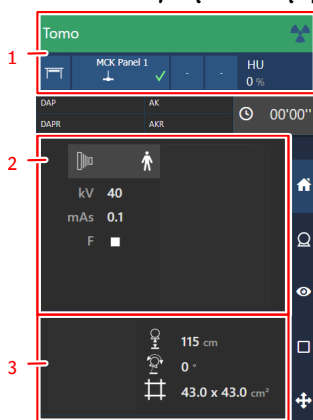 Tomo
1
MCK Panel 1
- -
HU
0 %
DAP AK
00'00''
DAPR AKR
2
kV 40
mAs 0.1
F
115 cm
0 °
3
43.0 x 43.0 cm²